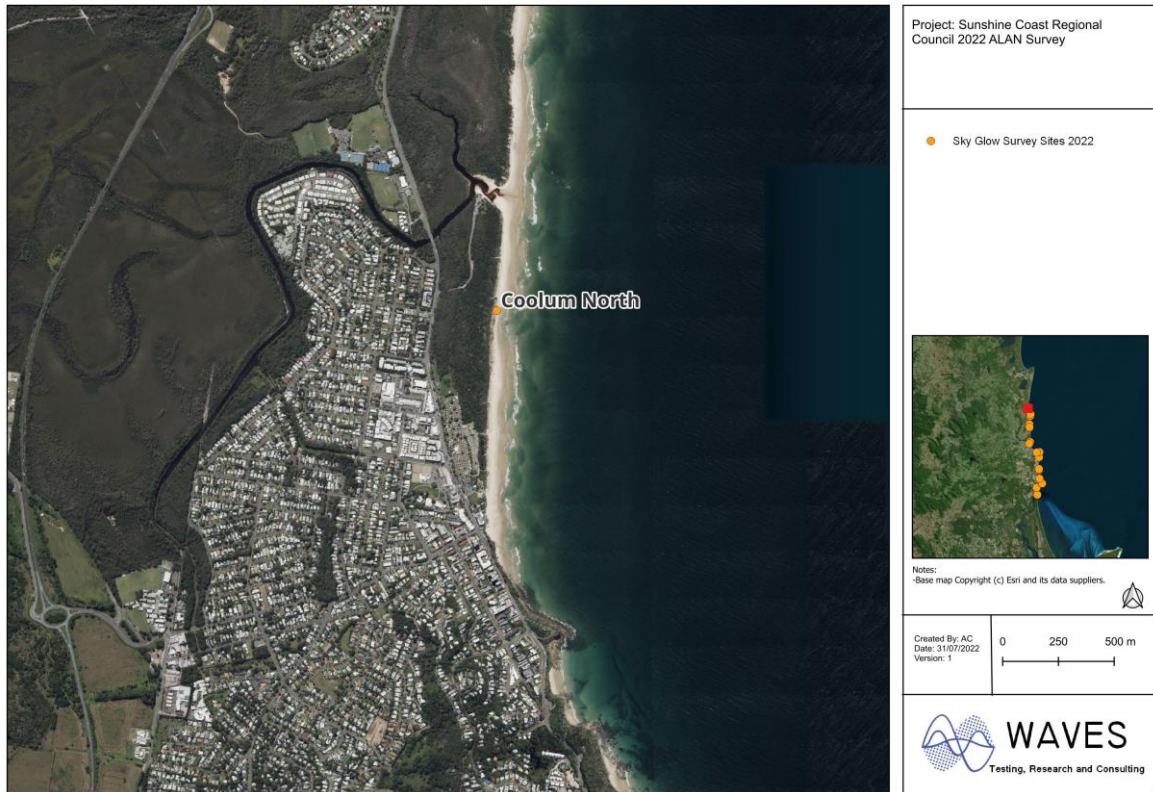 Coolum North
Project: Sunshine Coast Regional
Council 2022 ALAN Survey
Sky Glow Survey Sites 2022
Notes:
-Base map Copyright (c) Esri and its data suppliers.
Created By: AC
Date: 31/07/2022
Version: 1
0 250 500 m
WAVES
Testing, Research and Consulting